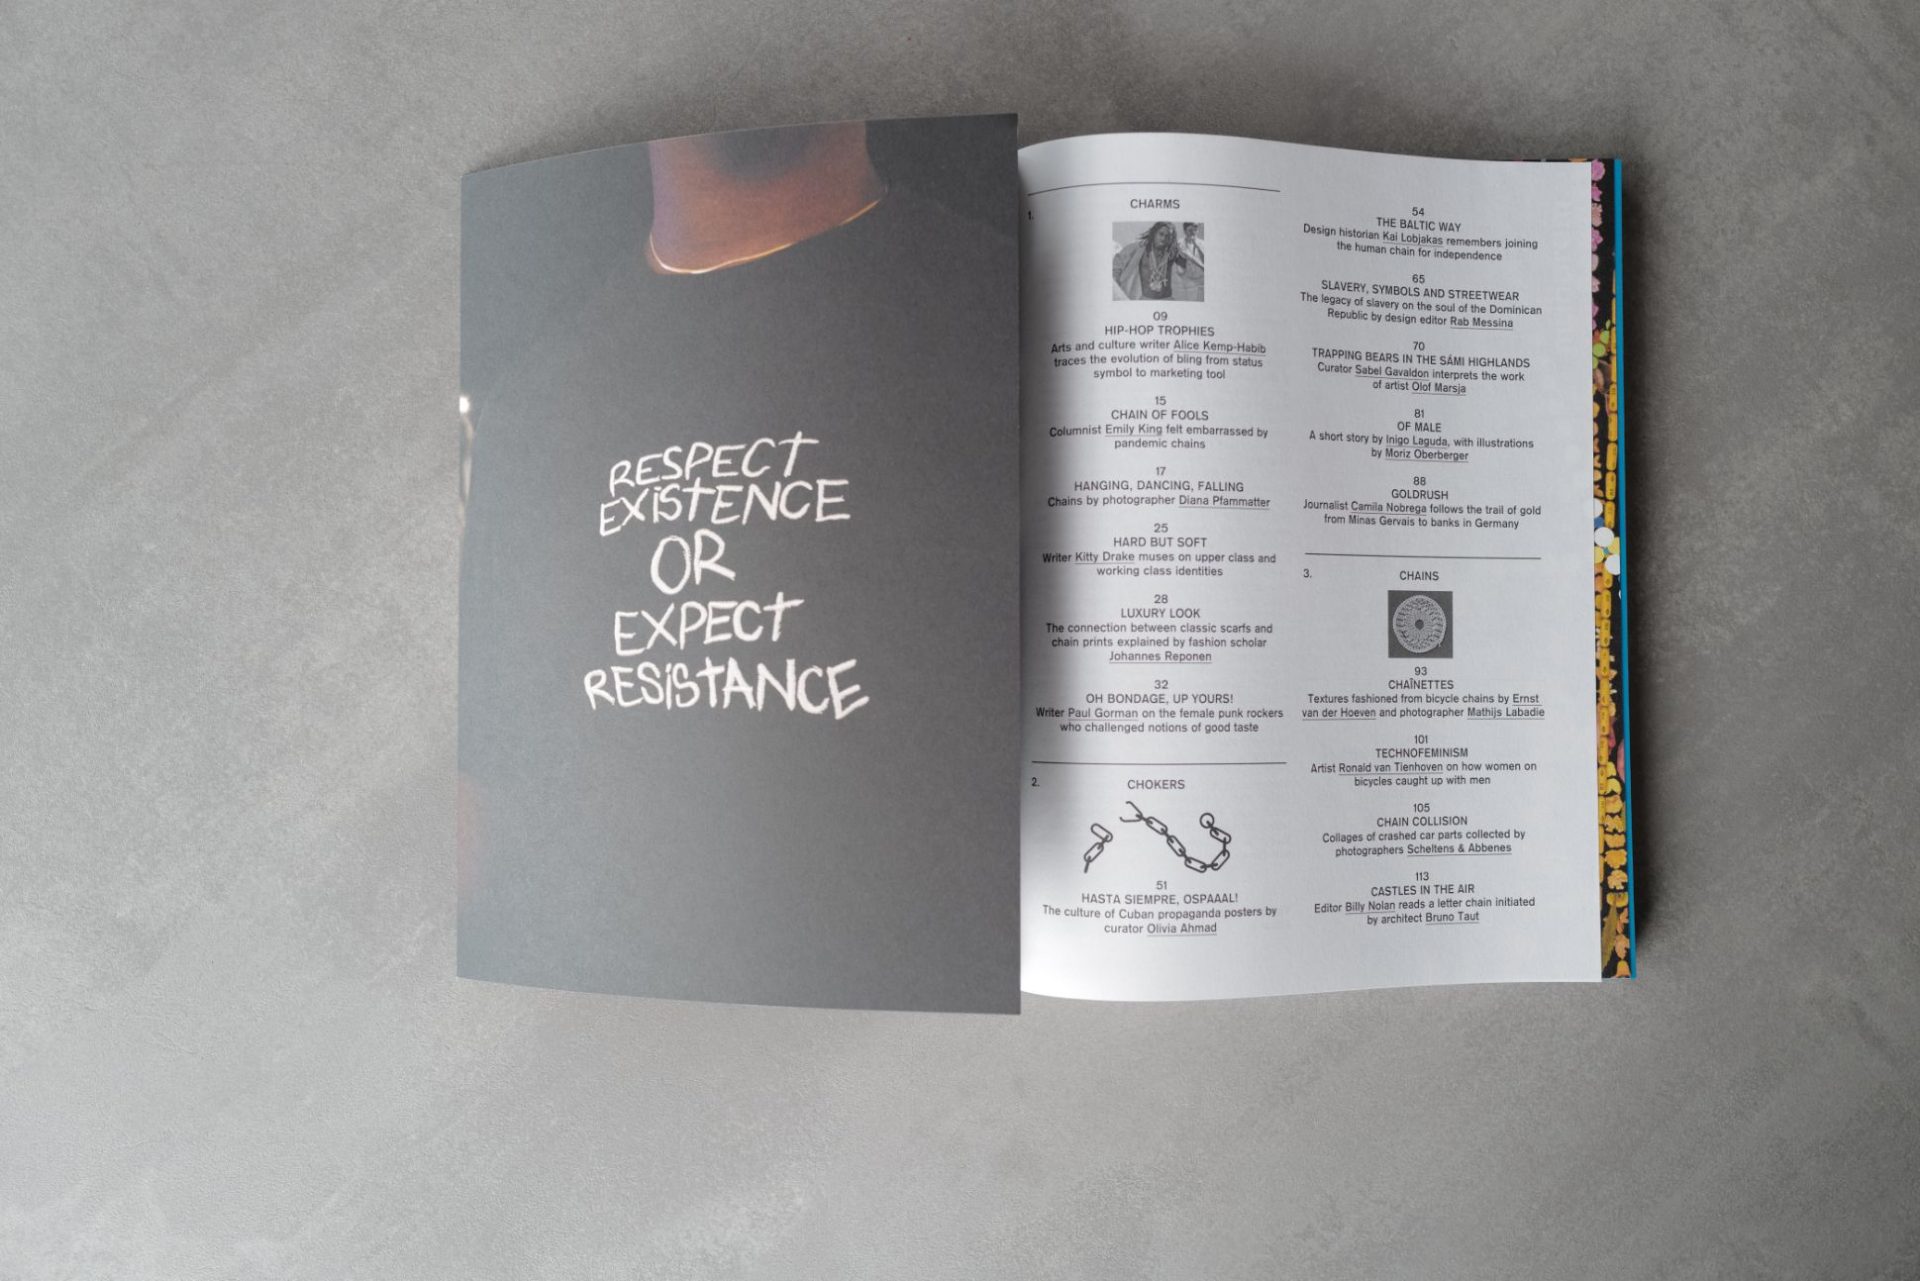 RESPECT
EXiSTENCE
OR
EXPECT
RESiSTANCE
1.
CHARMS
09
HIP-HOP TROPHIES
Arts and culture writer Alice Kemp-Habib
traces the evolution of bling from status
symbol to marketing tool
15
CHAIN OF FOOLS
Columnist Emily King felt embarrassed by
pandemic chains
17
HANGING, DANCING, FALLING
Chains by photographer Diana Pfammatter
25
HARD BUT SOFT
Writer Kitty Drake muses on upper class and
working class identities
28
LUXURY LOOK
The connection between classic scarfs and
chain prints explained by fashion scholar
Johannes Reponen
32
OH BONDAGE, UP YOURS!
Writer Paul Gorman on the female punk rockers
who challenged notions of good taste
2.
CHOKERS
51
HASTA SIEMPRE, OSPAAAL!
The culture of Cuban propaganda posters by
curator Olivia Ahmad
54
THE BALTIC WAY
Design historian Kai Lobjakas remembers joining
the human chain for independence
65
SLAVERY, SYMBOLS AND STREETWEAR
The legacy of slavery on the soul of the Dominican
Republic by design editor Rab Messina
70
TRAPPING BEARS IN THE SÁMI HIGHLANDS
Curator Sabel Gavaldon interprets the work
of artist Olof Marsja
81
OF MALE
A short story by Inigo Laguda, with illustrations
by Moriz Oberberger
88
GOLDRUSH
Journalist Camila Nobrega follows the trail of gold
from Minas Gervais to banks in Germany
3.
CHAINS
93
CHAÎNETTES
Textures fashioned from bicycle chains by Ernst
van der Hoeven and photographer Mathijs Labadie
101
TECHNOFEMINISM
Artist Ronald van Tienhoven on how women on
bicycles caught up with men
105
CHAIN COLLISION
Collages of crashed car parts collected by
photographers Scheltens & Abbenes
113
CASTLES IN THE AIR
Editor Billy Nolan reads a letter chain initiated
by architect Bruno Taut